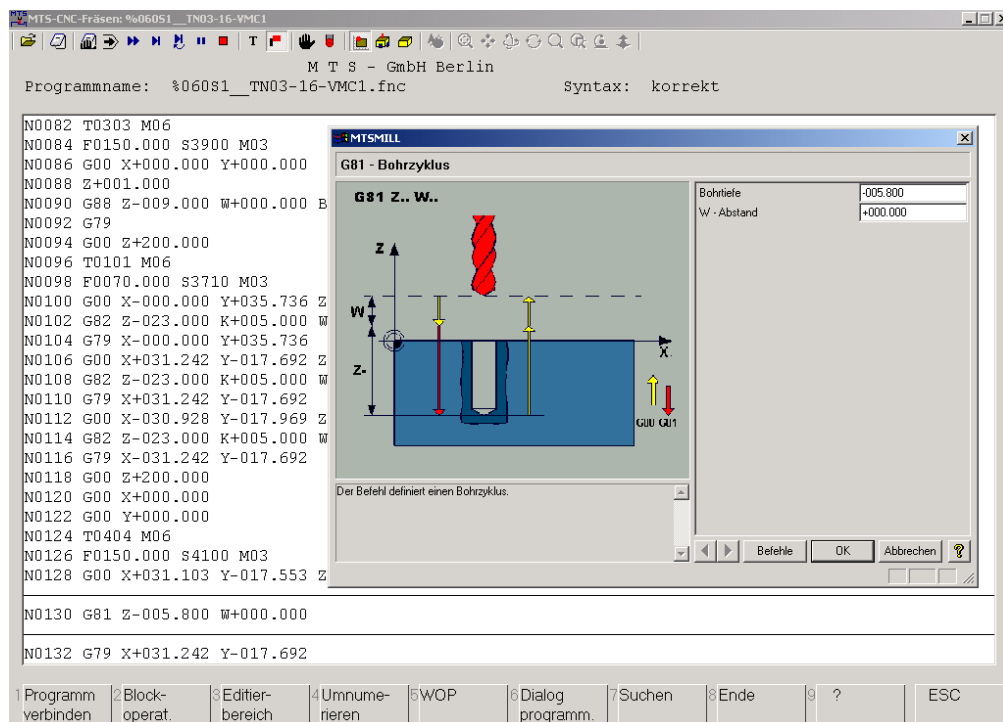 MTS-CNC-Fräsen: %060S1__TN03-16-VMC1
T
M T S - GmbH Berlin
Programmname: %060S1__TN03-16-VMC1.fnc Syntax: korrekt
N0082 T0303 M06
N0084 F0150.000 S3900 M03
N0086 G00 X+000.000 Y+000.000
N0088 Z+001.000
N0090 G88 Z-009.000 W+000.000 B
N0092 G79
N0094 G00 Z+200.000
N0096 T0101 M06
N0098 F0070.000 S3710 M03
N0100 G00 X-000.000 Y+035.736 Z
N0102 G82 Z-023.000 K+005.000 W
N0104 G79 X-000.000 Y+035.736
N0106 G00 X+031.242 Y-017.692 Z
N0108 G82 Z-023.000 K+005.000 W
N0110 G79 X+031.242 Y-017.692
N0112 G00 X-030.928 Y-017.969 Z
N0114 G82 Z-023.000 K+005.000 W
N0116 G79 X-031.242 Y-017.692
N0118 G00 Z+200.000
N0120 G00 X+000.000
N0122 G00 Y+000.000
N0124 T0404 M06
N0126 F0150.000 S4100 M03
N0128 G00 X+031.103 Y-017.553 Z
N0130 G81 Z-005.800 W+000.000
N0132 G79 X+031.242 Y-017.692
MTSMILL
G81 - Bohrzyklus
G81 Z.. W..
Z
W
Z-
X
G00 G01
Bohrtiefe -005.800
W - Abstand +000.000
Der Befehl definiert einen Bohrzyklus.
Befehle OK Abbrechen ?
1 Programm verbinden
2 Block- operat.
3 Editier- bereich
4 Umnume- rieren
5 WOP
6 Dialog programm.
7 Suchen
8 Ende
9 ?
ESC